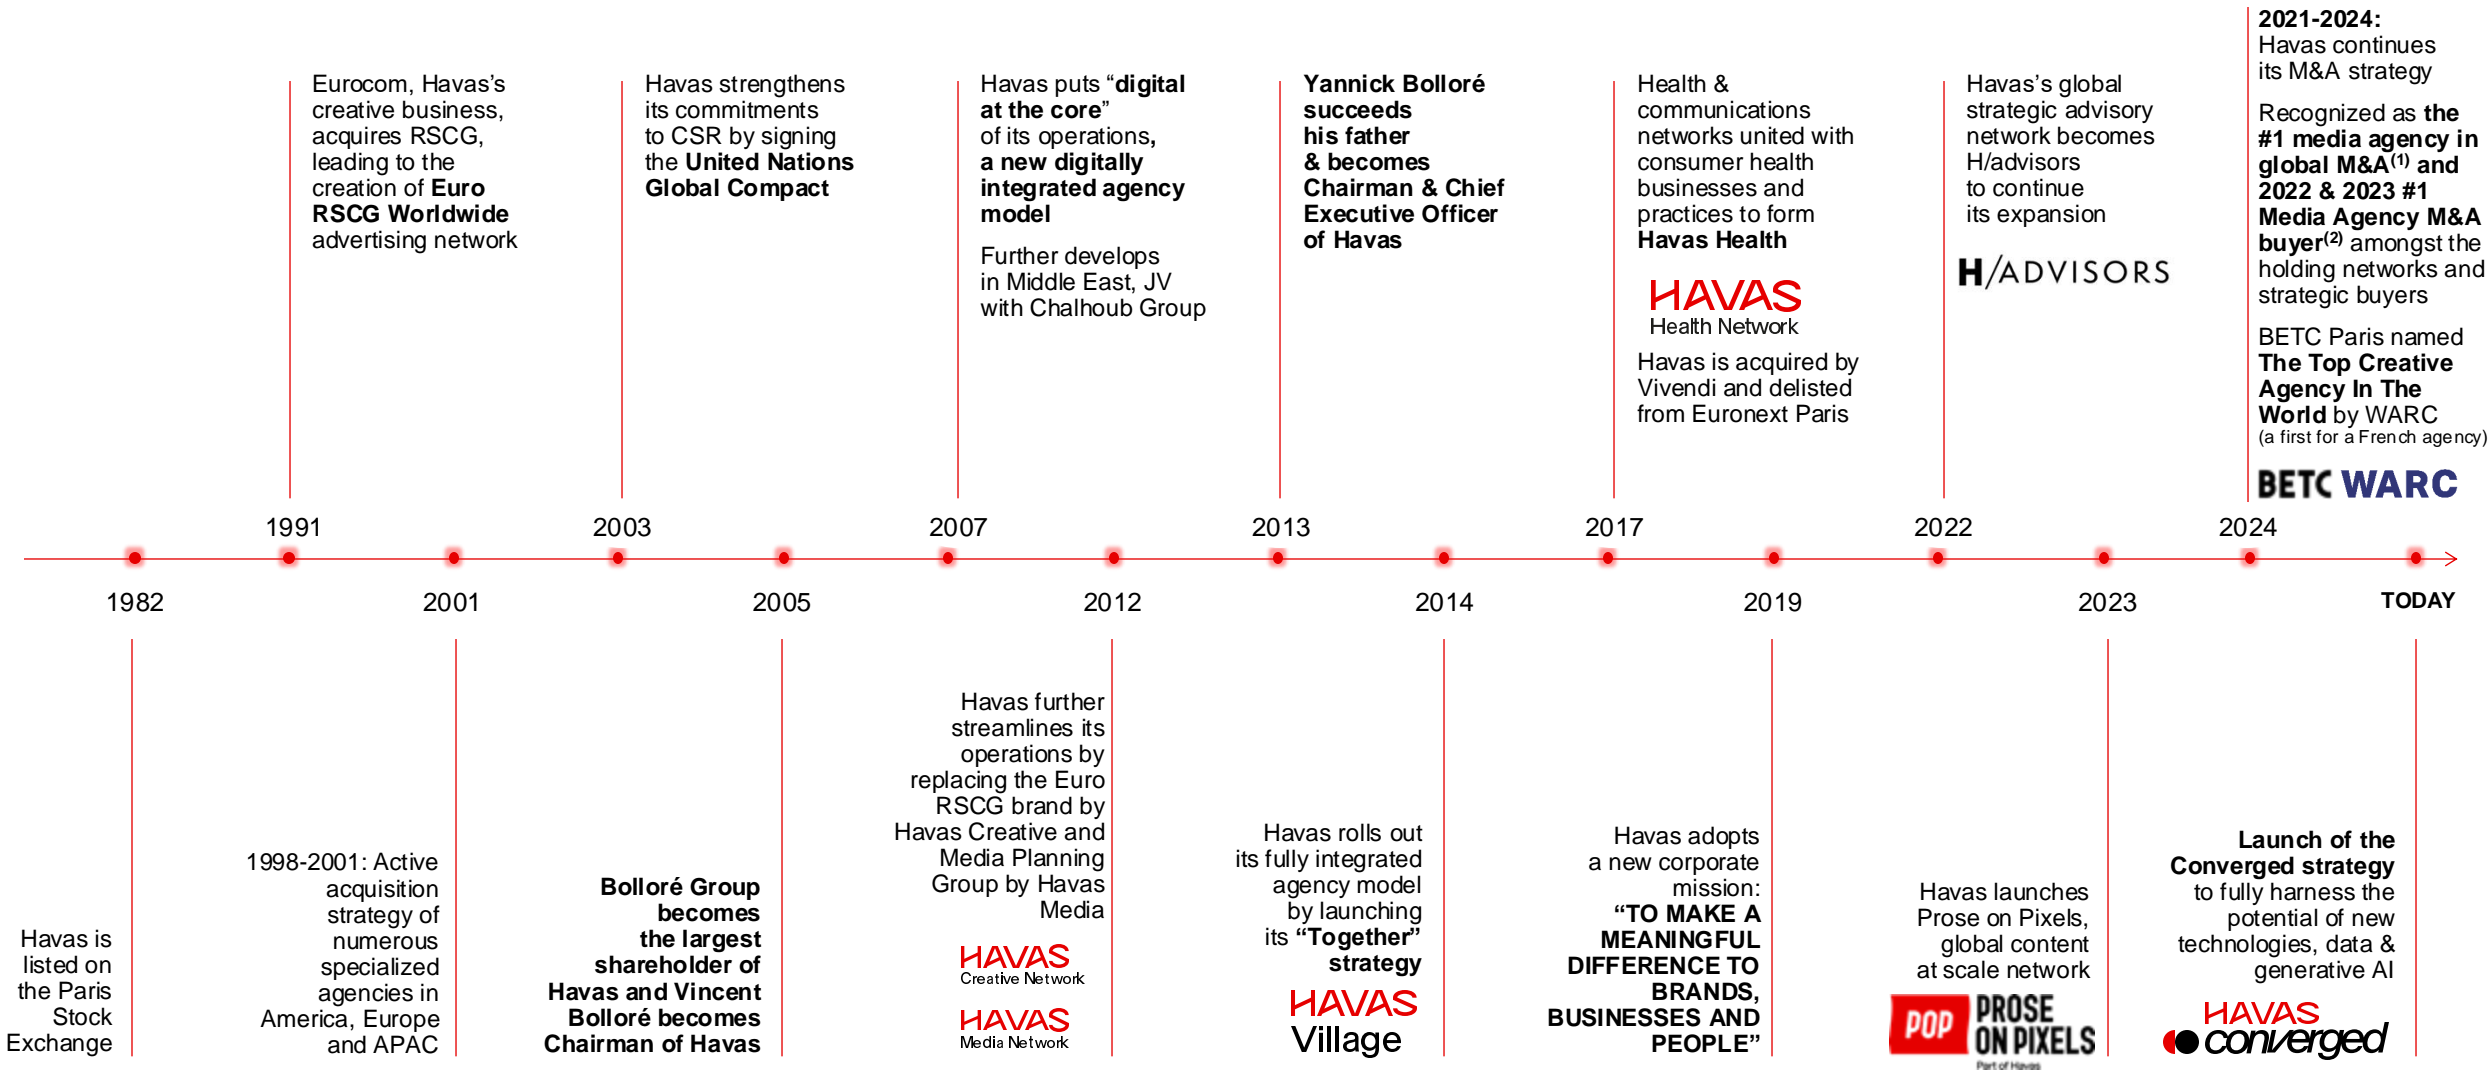 Eurocom, Havas’s
creative business,
acquires RSCG,
leading to the
creation of Euro
RSCG Worldwide
advertising network
Havas strengthens
its commitments
to CSR by signing
the United Nations
Global Compact
Havas puts “digital
at the core”
of its operations,
a new digitally
integrated agency
model
Further develops
in Middle East, JV
with Chalhoub Group
Yannick Bolloré
succeeds
his father
& becomes
Chairman & Chief
Executive Officer
of Havas
Health &
communications
networks united with
consumer health
businesses and
practices to form
Havas Health
HAVAS
Health Network
Havas is acquired by
Vivendi and delisted
from Euronext Paris
Havas’s global
strategic advisory
network becomes
H/advisors
to continue
its expansion
H/ADVISORS
2021-2024:
Havas continues
its M&A strategy
Recognized as the
#1 media agency in
global M&A(1) and
2022 & 2023 #1
Media Agency M&A
buyer(2) amongst the
holding networks and
strategic buyers
BETC Paris named
The Top Creative
Agency In The
World by WARC
(a first for a French agency)
BETC WARC
1991
2003
2007
2013
2017
2022
2024
1982
2001
2005
2012
2014
2019
2023
TODAY
Havas is
listed on
the Paris
Stock
Exchange
1998-2001: Active
acquisition
strategy of
numerous
specialized
agencies in
America, Europe
and APAC
Bolloré Group
becomes
the largest
shareholder of
Havas and Vincent
Bolloré becomes
Chairman of Havas
Havas further
streamlines its
operations by
replacing the Euro
RSCG brand by
Havas Creative and
Media Planning
Group by Havas
Media
HAVAS
Creative Network
HAVAS
Media Network
Havas rolls out
its fully integrated
agency model
by launching
its “Together”
strategy
HAVAS
Village
Havas adopts
a new corporate
mission:
“TO MAKE A
MEANINGFUL
DIFFERENCE TO
BRANDS,
BUSINESSES AND
PEOPLE”
Havas launches
Prose on Pixels,
global content
at scale network
POP
PROSE
ON PIXELS
Part of Havas
Launch of the
Converged strategy
to fully harness the
potential of new
technologies, data &
generative AI
HAVAS
converged